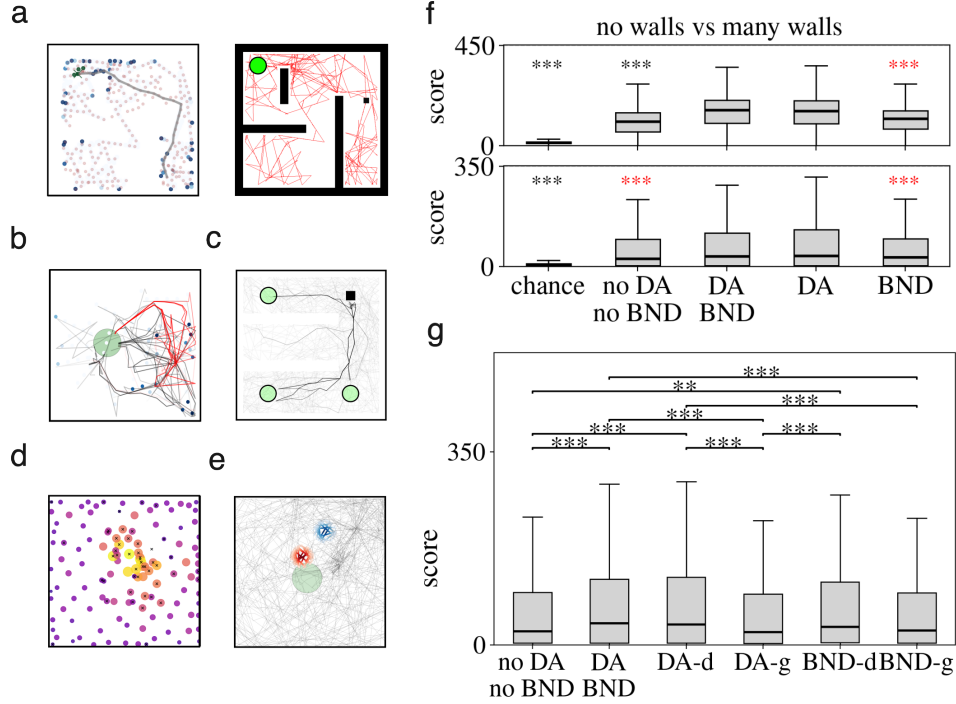 a
b
c
d
e
f
no walls vs many walls
450
score
0
***
***
***
350
score
0
***
***
***
chance
no DA
no BND
DA
BND
DA
BND
g
***
**
***
***
***
***
***
***
350
score
0
no DA
no BND
DA
BND
DA-d
DA-g
BND-d
BND-g